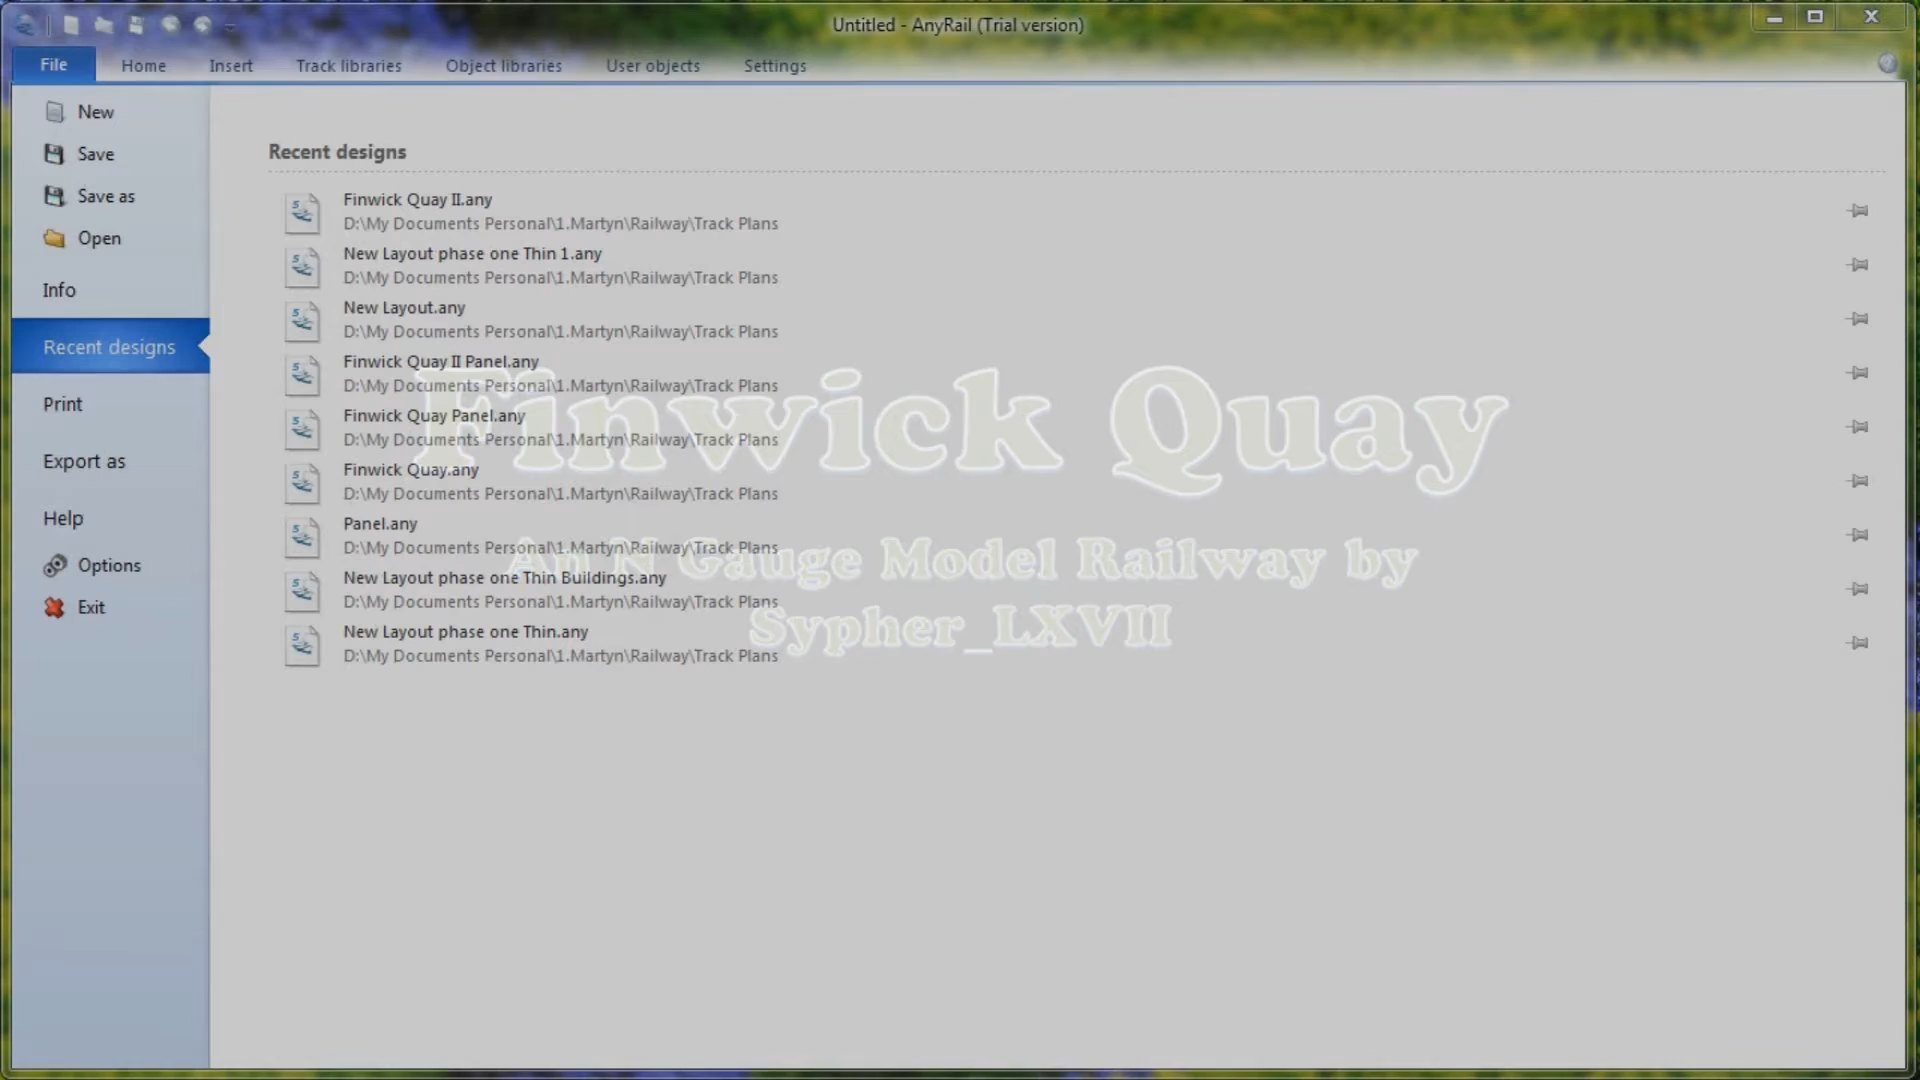 Untitled - AnyRail (Trial version)
File Home Insert Track libraries Object libraries User objects Settings
New
Save
Save as
Open
Info
Recent designs
Print
Export as
Help
Options
Exit
Recent designs
Finwick Quay II.any
D:\My Documents Personal\1.Martyn\Railway\Track Plans
New Layout phase one Thin 1.any
D:\My Documents Personal\1.Martyn\Railway\Track Plans
New Layout.any
D:\My Documents Personal\1.Martyn\Railway\Track Plans
Finwick Quay II Panel.any
D:\My Documents Personal\1.Martyn\Railway\Track Plans
Finwick Quay Panel.any
D:\My Documents Personal\1.Martyn\Railway\Track Plans
Finwick Quay.any
D:\My Documents Personal\1.Martyn\Railway\Track Plans
Panel.any
D:\My Documents Personal\1.Martyn\Railway\Track Plans
New Layout phase one Thin Buildings.any
D:\My Documents Personal\1.Martyn\Railway\Track Plans
New Layout phase one Thin.any
D:\My Documents Personal\1.Martyn\Railway\Track Plans
Finwick Quay
An N Gauge Model Railway by
Sypher_LXVII